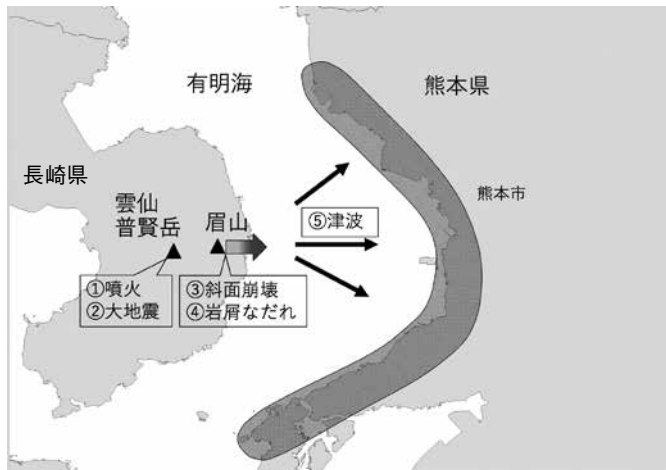 有明海
熊本県
長崎県
雲仙
普賢岳
眉山
⑤津波
熊本市
①噴火
②大地震
③斜面崩壊
④岩屑なだれ